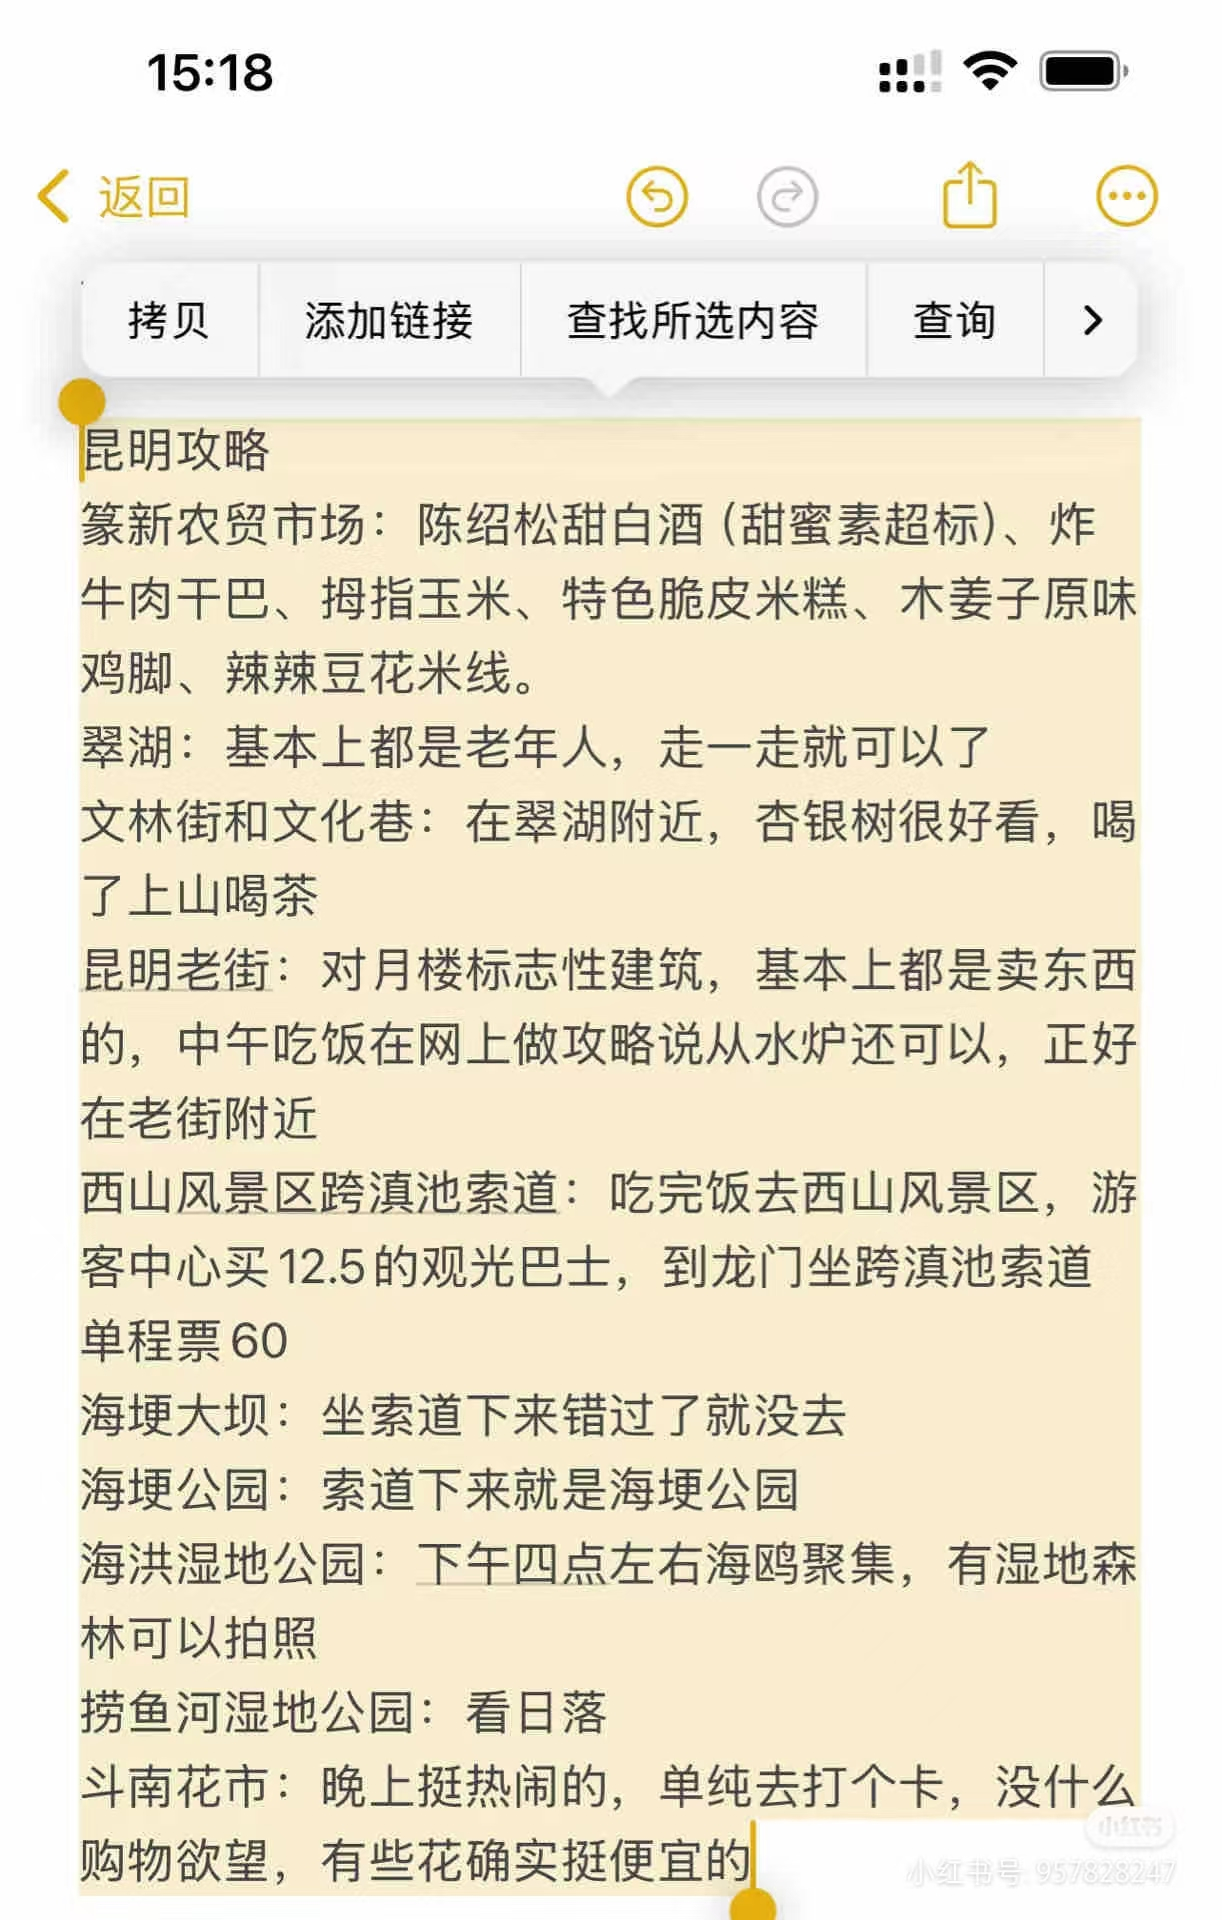 15:18
返回
拷贝 添加链接 查找所选内容 查询
昆明攻略
篆新农贸市场：陈绍松甜白酒（甜蜜素超标）、炸
牛肉干巴、拇指玉米、特色脆皮米糕、木姜子原味
鸡脚、辣辣豆花米线。
翠湖：基本上都是老年人，走一走就可以了
文林街和文化巷：在翠湖附近，杏银树很好看，喝
了上山喝茶
昆明老街：对月楼标志性建筑，基本上都是卖东西
的，中午吃饭在网上做攻略说从水炉还可以，正好
在老街附近
西山风景区跨滇池索道：吃完饭去西山风景区，游
客中心买12.5的观光巴士，到龙门坐跨滇池索道
单程票60
海埂大坝：坐索道下来错过了就没去
海埂公园：索道下来就是海埂公园
海洪湿地公园：下午四点左右海鸥聚集，有湿地森
林可以拍照
捞鱼河湿地公园：看日落
斗南花市：晚上挺热闹的，单纯去打个卡，没什么
购物欲望，有些花确实挺便宜的
小红书
小红书号: 957828247